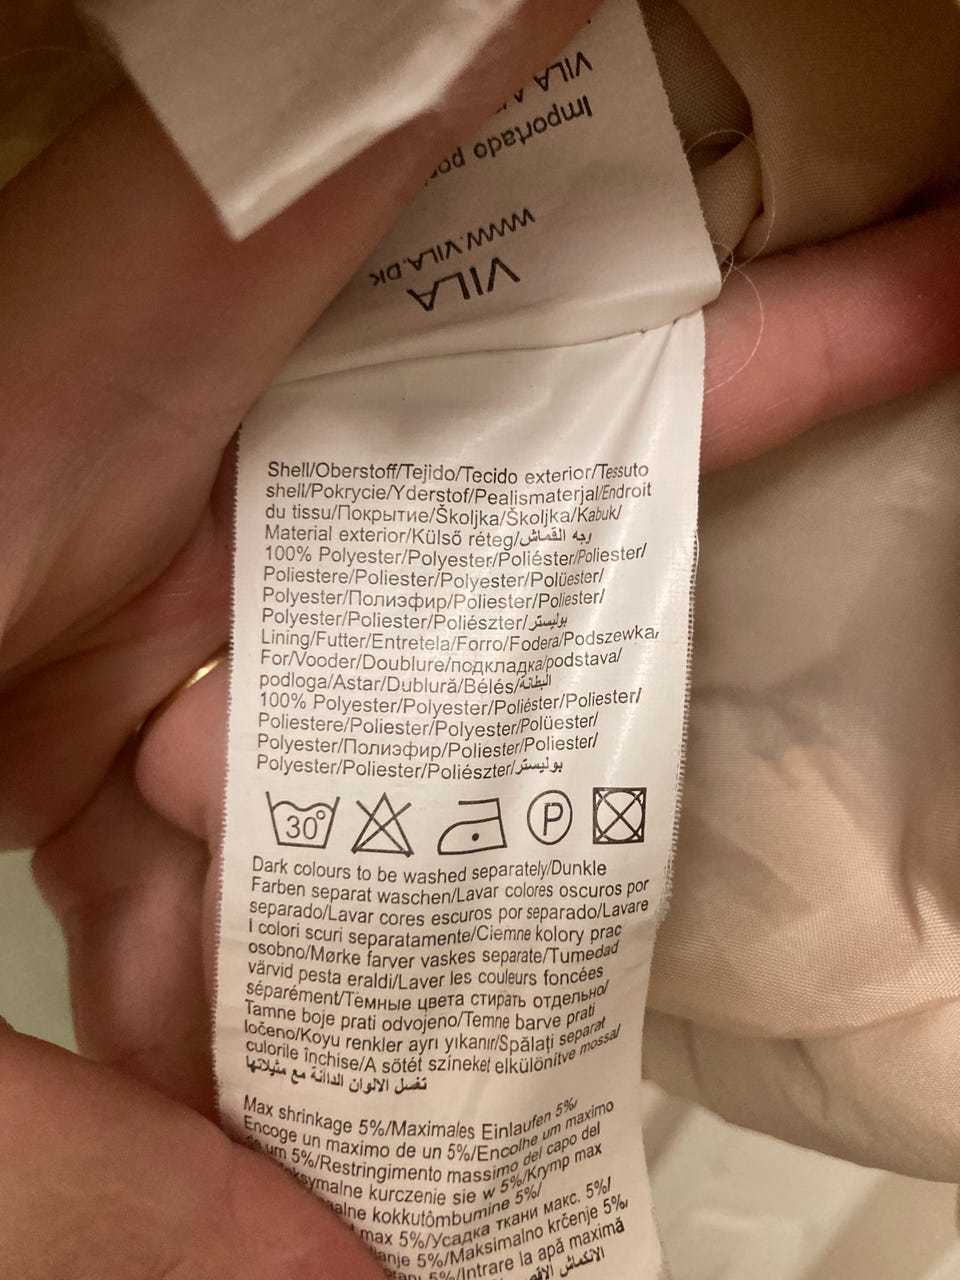 VILA
Importado
WWW.VILA.DK
VILA
Shell/Oberstoff/Tejido/Tecido exterior/Tessuto
shell/Pokrycie/Yderstof/Pealismaterjal/Endroit
du tissu/Покрытие/Školjka/Školjka/Kabuk/
Material exterior/Külső réteg/وجه القماش
100% Polyester/Polyester/Poliéster/Poliester/
Poliestere/Poliester/Polyester/Polüester/
Polyester/Полиэфир/Poliester/Poliester/
Polyester/Poliester/Poliészter/بوليستر
Lining/Futter/Entretela/Forro/Fodera/Podszewka/
For/Vooder/Doublure/подкладка/podstava/
podloga/Astar/Dublură/Bélés/البطانة
100% Polyester/Polyester/Poliéster/Poliester/
Poliestere/Poliester/Polyester/Polüester/
Polyester/Полиэфир/Poliester/Poliester/
Polyester/Poliester/Poliészter/بوليستر
30° P
Dark colours to be washed separately/Dunkle
Farben separat waschen/Lavar colores oscuros por
separado/Lavar cores escuros por separado/Lavare
I colori scuri separatamente/Ciemne kolory prac
osobno/Mørke farver vaskes separate/Tumedad
värvid pesta eraldi/Laver les couleurs foncées
séparément/Темные цвета стирать отдельно/
Tamne boje prati odvojeno/Temne barve prati
ločeno/Koyu renkler ayrı yıkanır/Spălați separat
culorile închise/A sötét színeket elkülönítve mossa/
تغسل الالوان الداانة مع مثيلاتها
Max shrinkage 5%/Maximales Einlaufen 5%/
Encoge un maximo de un 5%/Encolhe um maximo
de um 5%/Restringimento massimo del capo del
kurczenie sie w 5%/Krymp max
kokkutômbumine 5%/
max 5%/Усадка ткани макс. 5%/
5%/Maksimalno krčenje 5%/
5%/Intrare la apă maximă
الانكماش